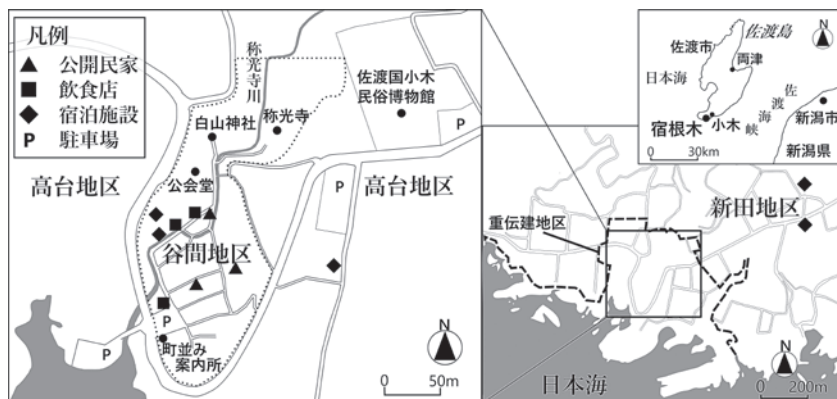 凡例
公開民家
飲食店
宿泊施設
P 駐車場
称光寺川
佐渡国小木
民俗博物館
白山神社
称光寺
P
高台地区
公会堂
P
高台地区
谷間地区
P
P
町並み
案内所
N
0 50m
佐渡島
N
佐渡市
両津
日本海
佐渡海峡
新潟市
宿根木
小木
新潟県
0 30km
重伝建地区
新田地区
日本海
N
0 200m